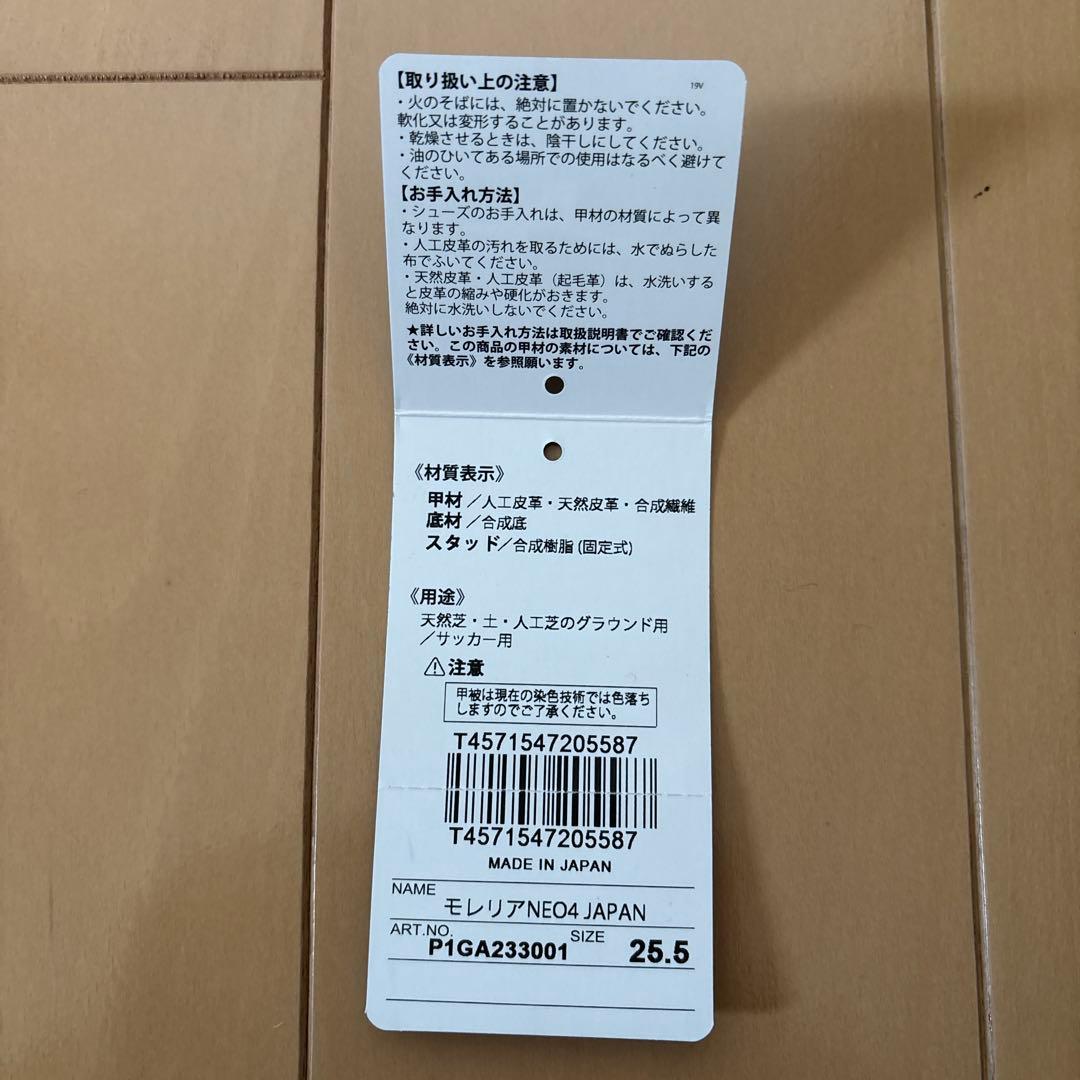 【取り扱い上の注意】
19V
・火のそばには、絶対に置かないでください。
軟化又は変形することがあります。
・乾燥させるときは、陰干しにしてください。
・油のひいてある場所での使用はなるべく避けて
ください。
【お手入れ方法】
・シューズのお手入れは、甲材の材質によって異
なります。
・人工皮革の汚れを取るためには、水でぬらした
布でふいてください。
・天然皮革・人工皮革（起毛革）は、水洗いする
と皮革の縮みや硬化がおきます。
絶対に水洗いしないでください。
★詳しいお手入れ方法は取扱説明書でご確認くだ
さい。この商品の甲材の素材については、下記の
《材質表示》を参照願います。
《材質表示》
甲材／人工皮革・天然皮革・合成繊維
底材／合成底
スタッド／合成樹脂(固定式)
《用途》
天然芝・土・人工芝のグラウンド用
／サッカー用
⚠注意
甲被は現在の染色技術では色落ち
しますのでご了承ください。
T4571547205587
T4571547205587
MADE IN JAPAN
NAME
モレリアNEO4 JAPAN
ART.NO. P1GA233001 SIZE 25.5